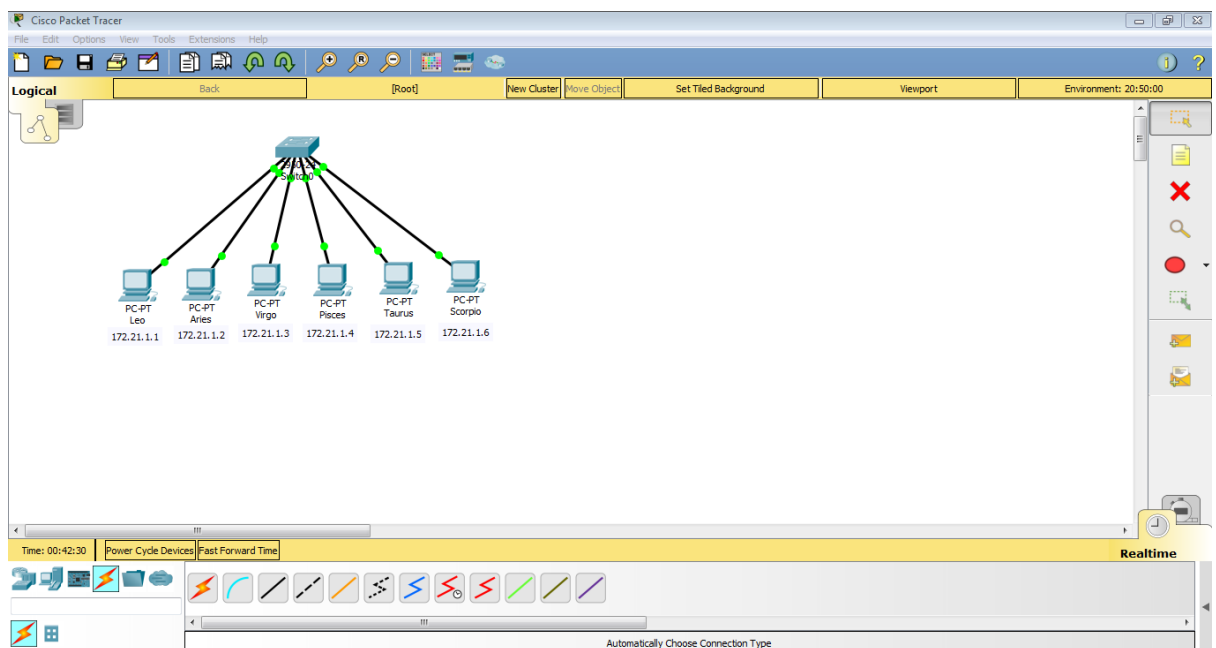 Cisco Packet Tracer
File Edit Options View Tools Extensions Help
Logical
Back
[Root]
New Cluster
Move Object
Set Tiled Background
Viewport
Environment: 20:50:00
Switch0
PC-PT
Leo
172.21.1.1
PC-PT
Aries
172.21.1.2
PC-PT
Virgo
172.21.1.3
PC-PT
Pisces
172.21.1.4
PC-PT
Taurus
172.21.1.5
PC-PT
Scorpio
172.21.1.6
Time: 00:42:30
Power Cycle Devices
Fast Forward Time
Realtime
Automatically Choose Connection Type